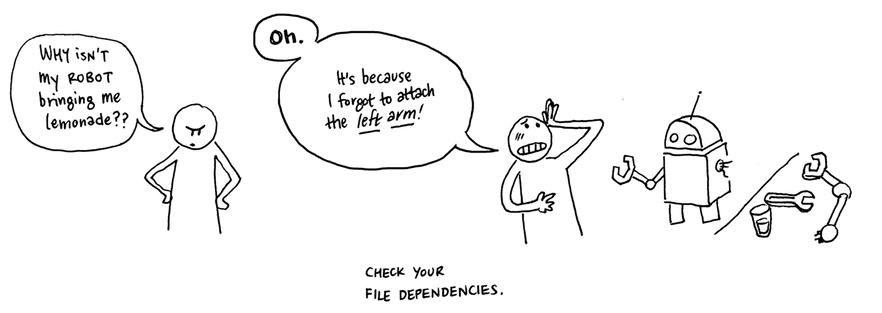 WHY ISN'T
MY ROBOT
bringing me
lemonade??
Oh.
It's because
I forgot to attach
the left arm!
CHECK YOUR
FILE DEPENDENCIES.